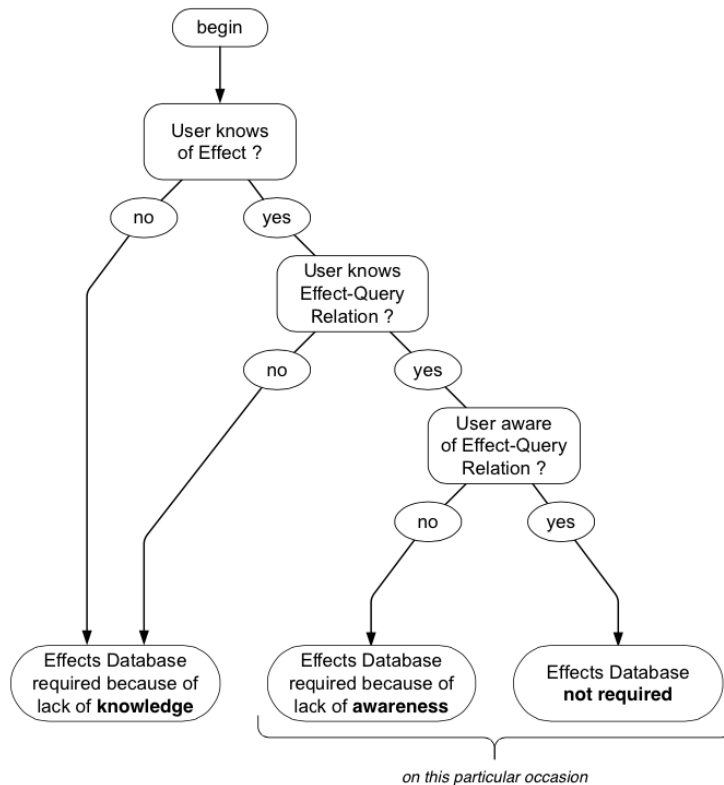 begin
User knows
of Effect ?
no
yes
User knows
Effect-Query
Relation ?
no
yes
User aware
of Effect-Query
Relation ?
no
yes
Effects Database
required because of
lack of knowledge
Effects Database
required because of
lack of awareness
Effects Database
not required
on this particular occasion